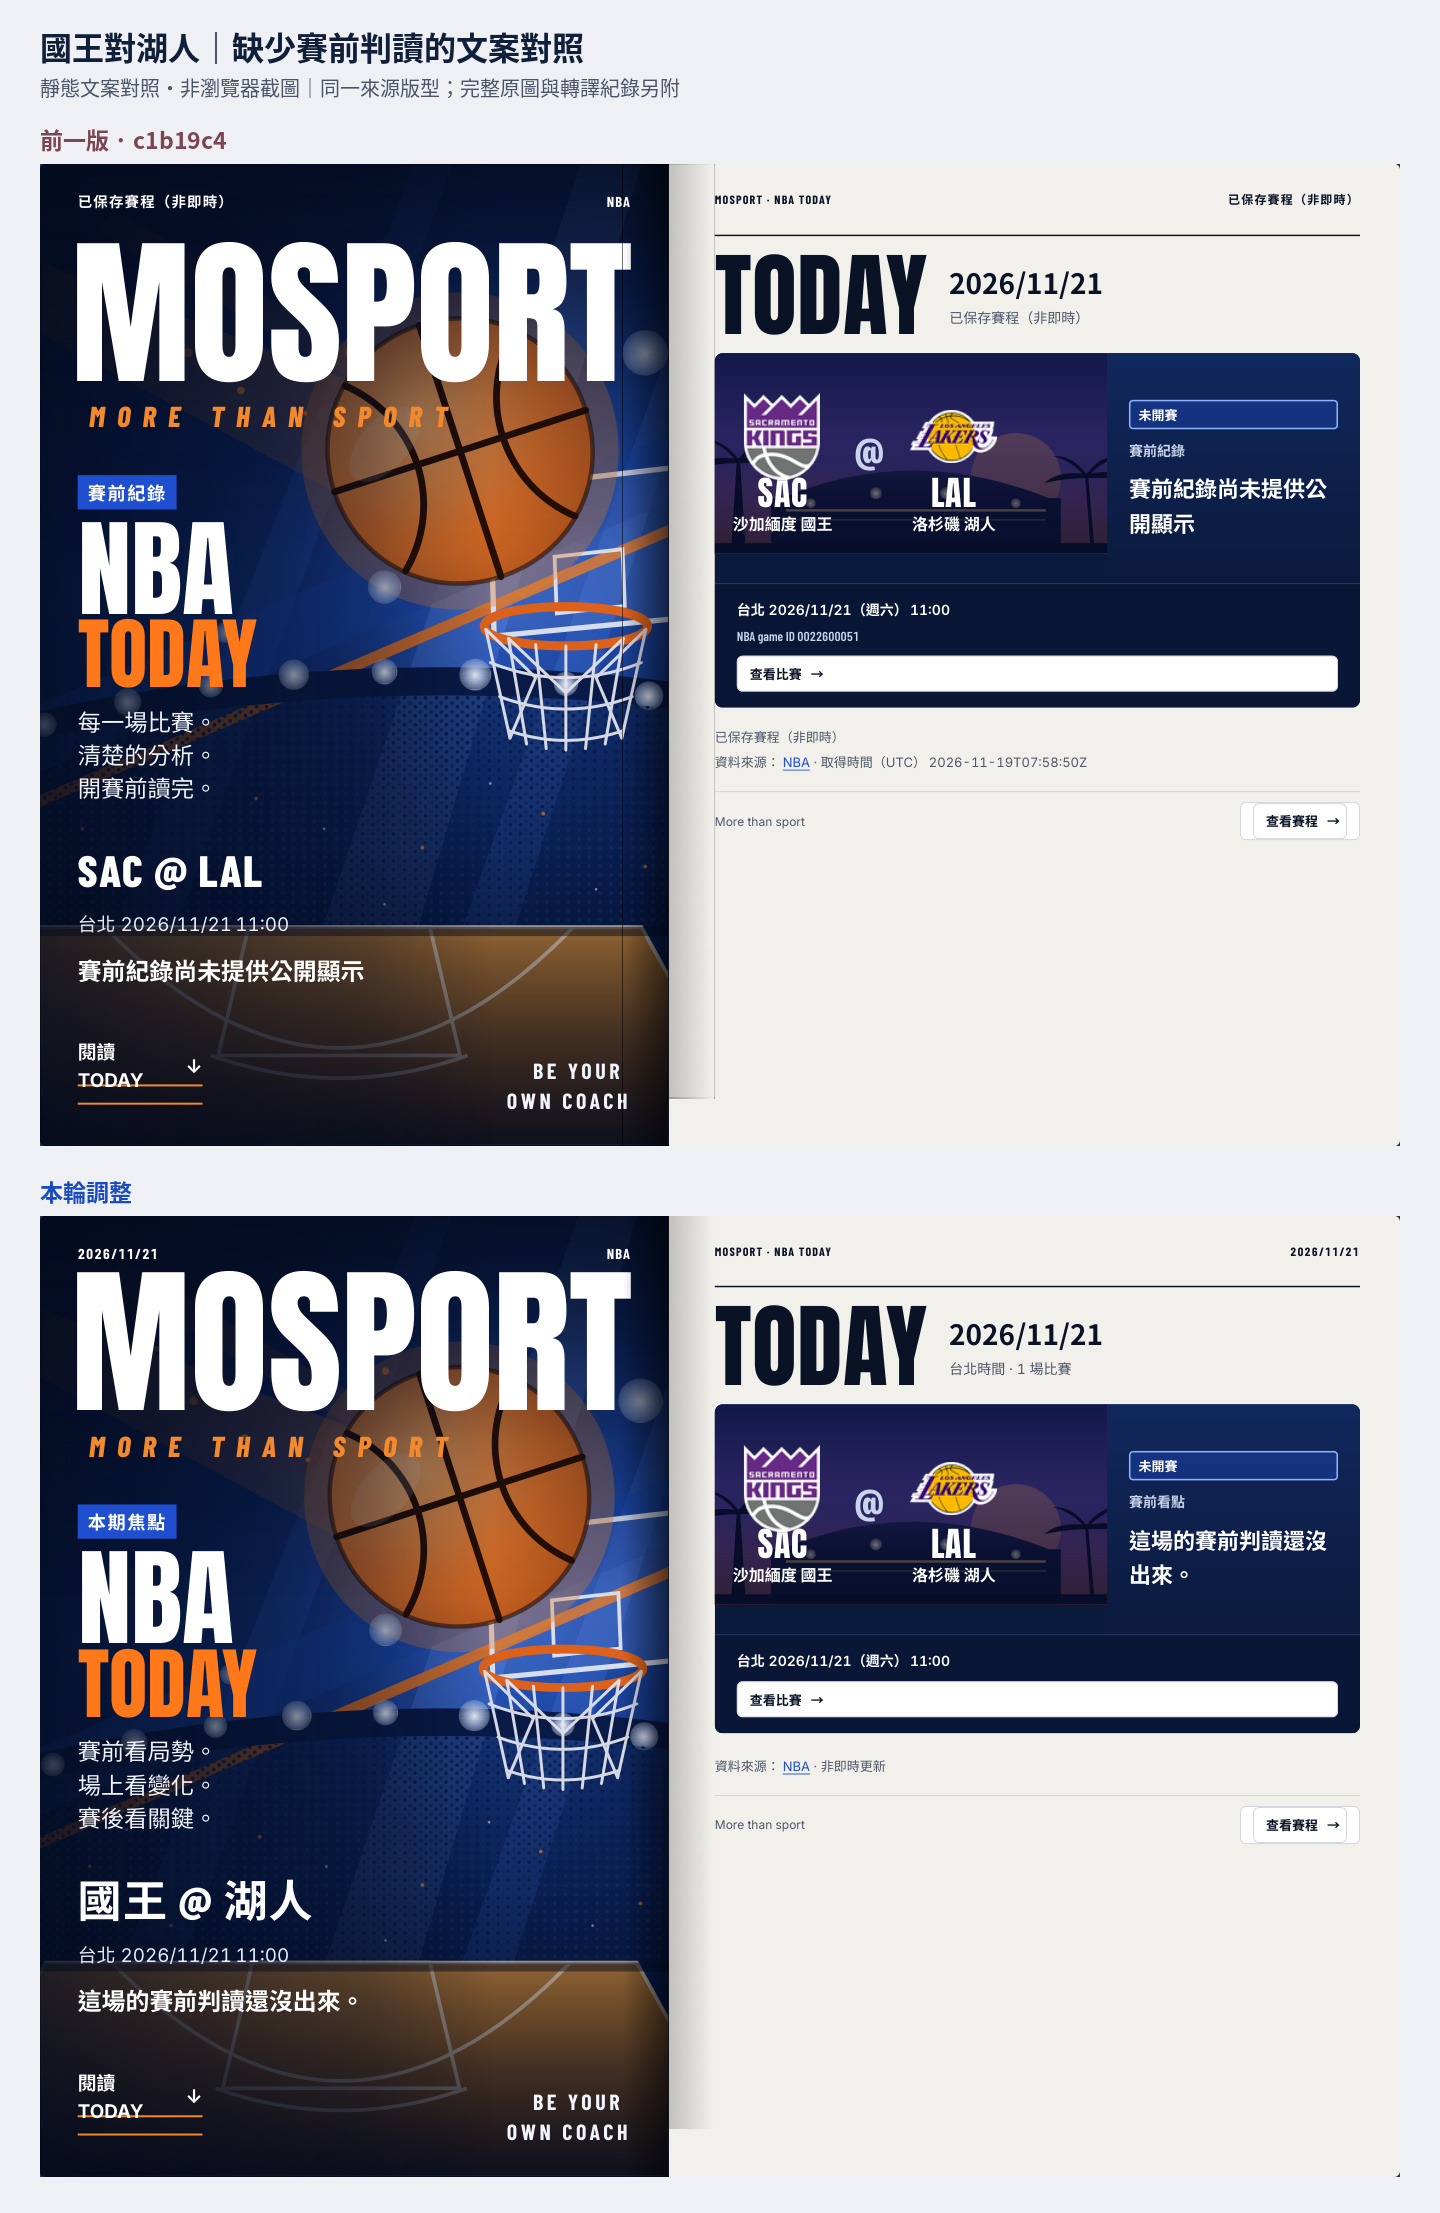 國王對湖人｜缺少賽前判讀的文案對照
靜態文案對照・非瀏覽器截圖｜同一來源版型；完整原圖與轉譯紀錄另附
前一版・c1b19c4
已保存賽程（非即時）
NBA
MOSPORT
MORE THAN SPORT
賽前紀錄
NBA
TODAY
每一場比賽。
清楚的分析。
開賽前讀完。
SAC @ LAL
台北 2026/11/21 11:00
賽前紀錄尚未提供公開顯示
閱讀
TODAY
↓
BE YOUR
OWN COACH
MOSPORT · NBA TODAY
已保存賽程（非即時）
TODAY
2026/11/21
已保存賽程（非即時）
SACRAMENTO
KINGS
@
LOS ANGELES
LAKERS
SAC
LAL
沙加緬度 國王
洛杉磯 湖人
未開賽
賽前紀錄
賽前紀錄尚未提供公
開顯示
台北 2026/11/21（週六）11:00
NBA game ID 0022600051
查看比賽 →
已保存賽程（非即時）
資料來源： NBA · 取得時間（UTC） 2026-11-19T07:58:50Z
More than sport
查看賽程 →
本輪調整
2026/11/21
NBA
MOSPORT
MORE THAN SPORT
本期焦點
NBA
TODAY
賽前看局勢。
場上看變化。
賽後看關鍵。
國王 @ 湖人
台北 2026/11/21 11:00
這場的賽前判讀還沒出來。
閱讀
TODAY
↓
BE YOUR
OWN COACH
MOSPORT · NBA TODAY
2026/11/21
TODAY
2026/11/21
台北時間 · 1 場比賽
SACRAMENTO
KINGS
@
LOS ANGELES
LAKERS
SAC
LAL
沙加緬度 國王
洛杉磯 湖人
未開賽
賽前看點
這場的賽前判讀還沒
出來。
台北 2026/11/21（週六）11:00
查看比賽 →
資料來源： NBA · 非即時更新
More than sport
查看賽程 →